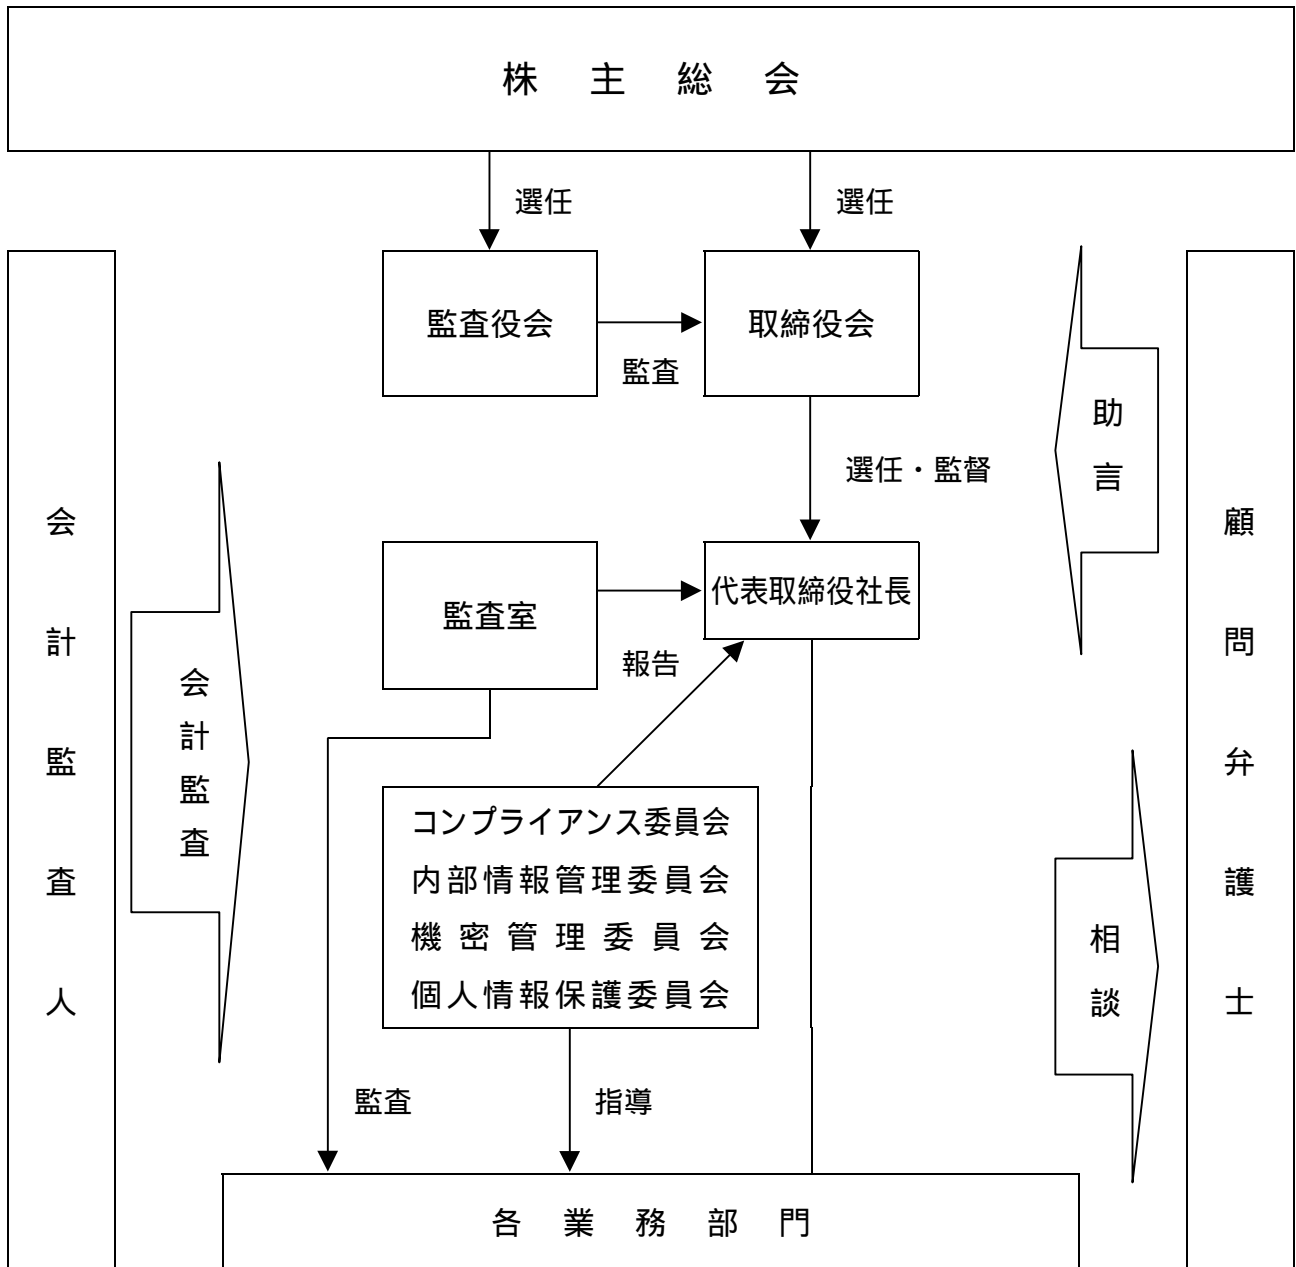 株主総会
選任
選任
監査役会
取締役会
監査
助言
選任・監督
会計監査人
顧問弁護士
監査室
代表取締役社長
報告
会計監査
コンプライアンス委員会
内部情報管理委員会
機密管理委員会
個人情報保護委員会
相談
監査
指導
各業務部門